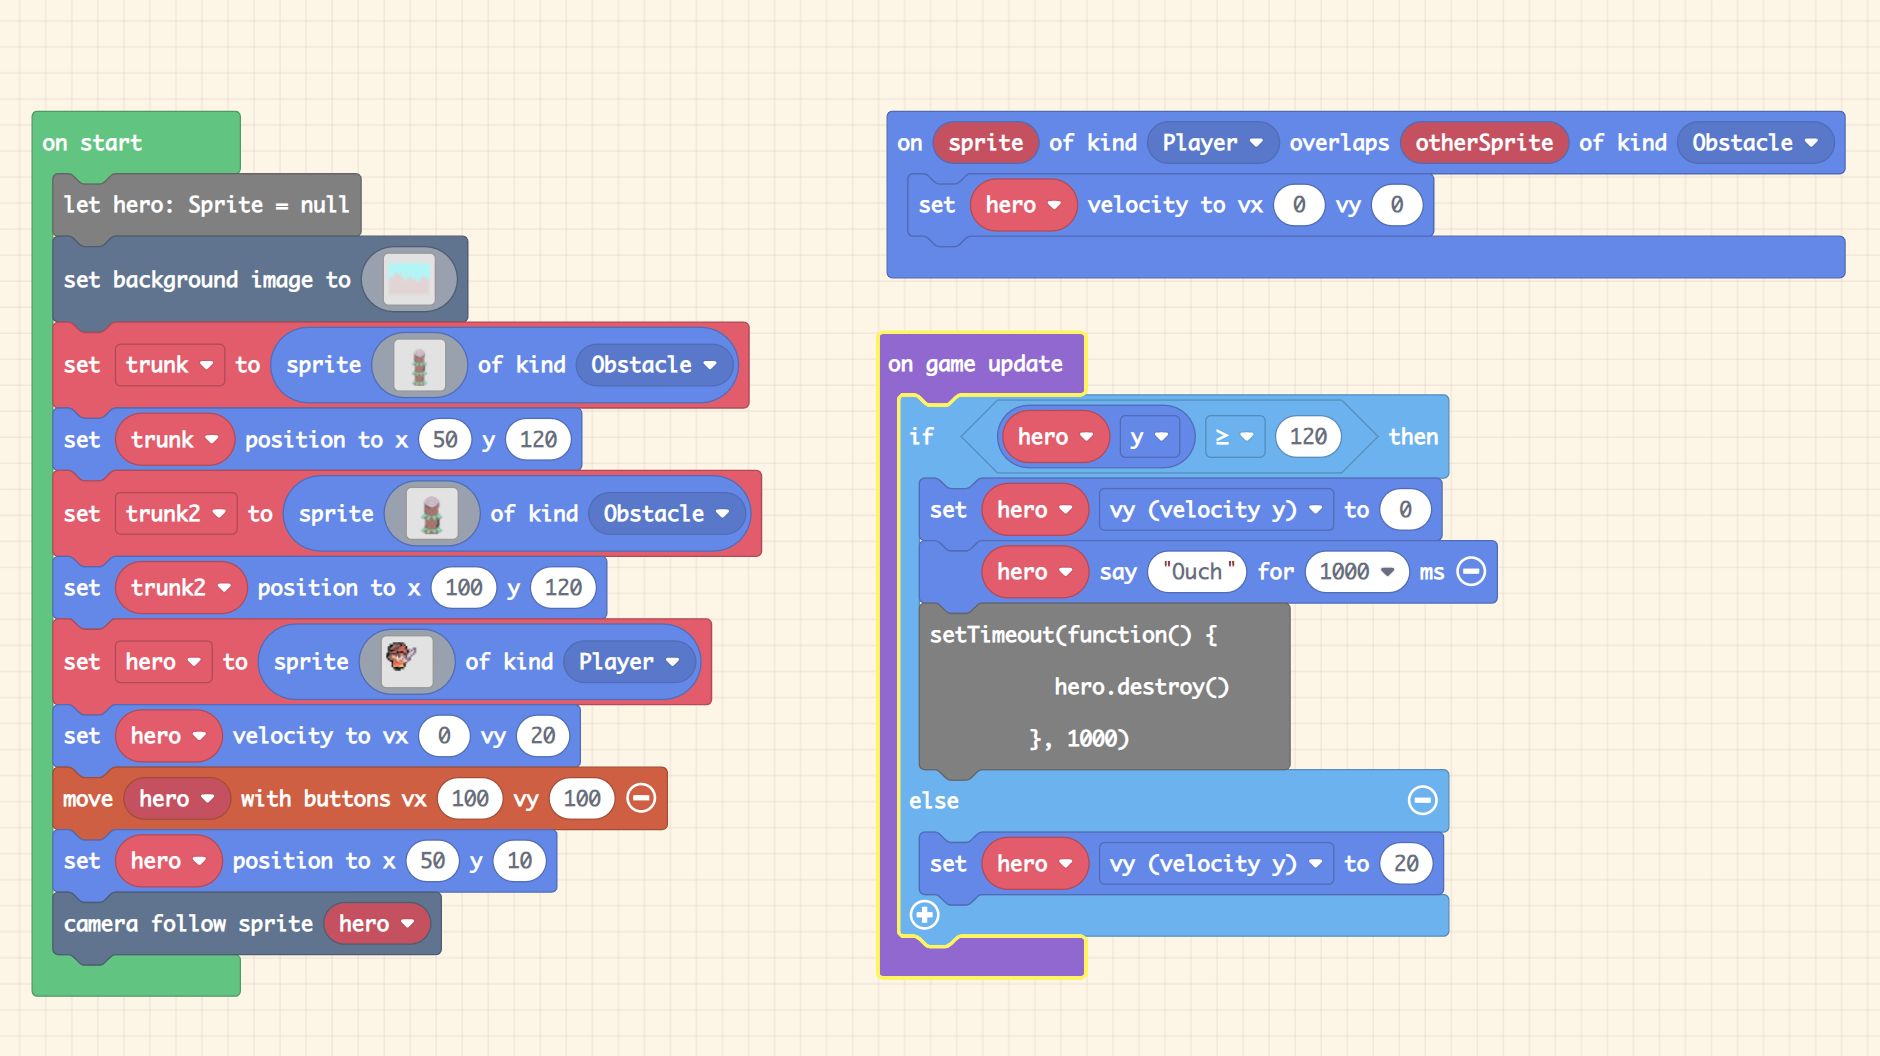 on start
let hero: Sprite = null
set background image to
set trunk to sprite of kind Obstacle
set trunk position to x 50 y 120
set trunk2 to sprite of kind Obstacle
set trunk2 position to x 100 y 120
set hero to sprite of kind Player
set hero velocity to vx 0 vy 20
move hero with buttons vx 100 vy 100
set hero position to x 50 y 10
camera follow sprite hero
on sprite of kind Player overlaps otherSprite of kind Obstacle
set hero velocity to vx 0 vy 0
on game update
if hero y ≥ 120 then
set hero vy (velocity y) to 0
hero say "Ouch" for 1000 ms
setTimeout(function() {
hero.destroy()
}, 1000)
else
set hero vy (velocity y) to 20